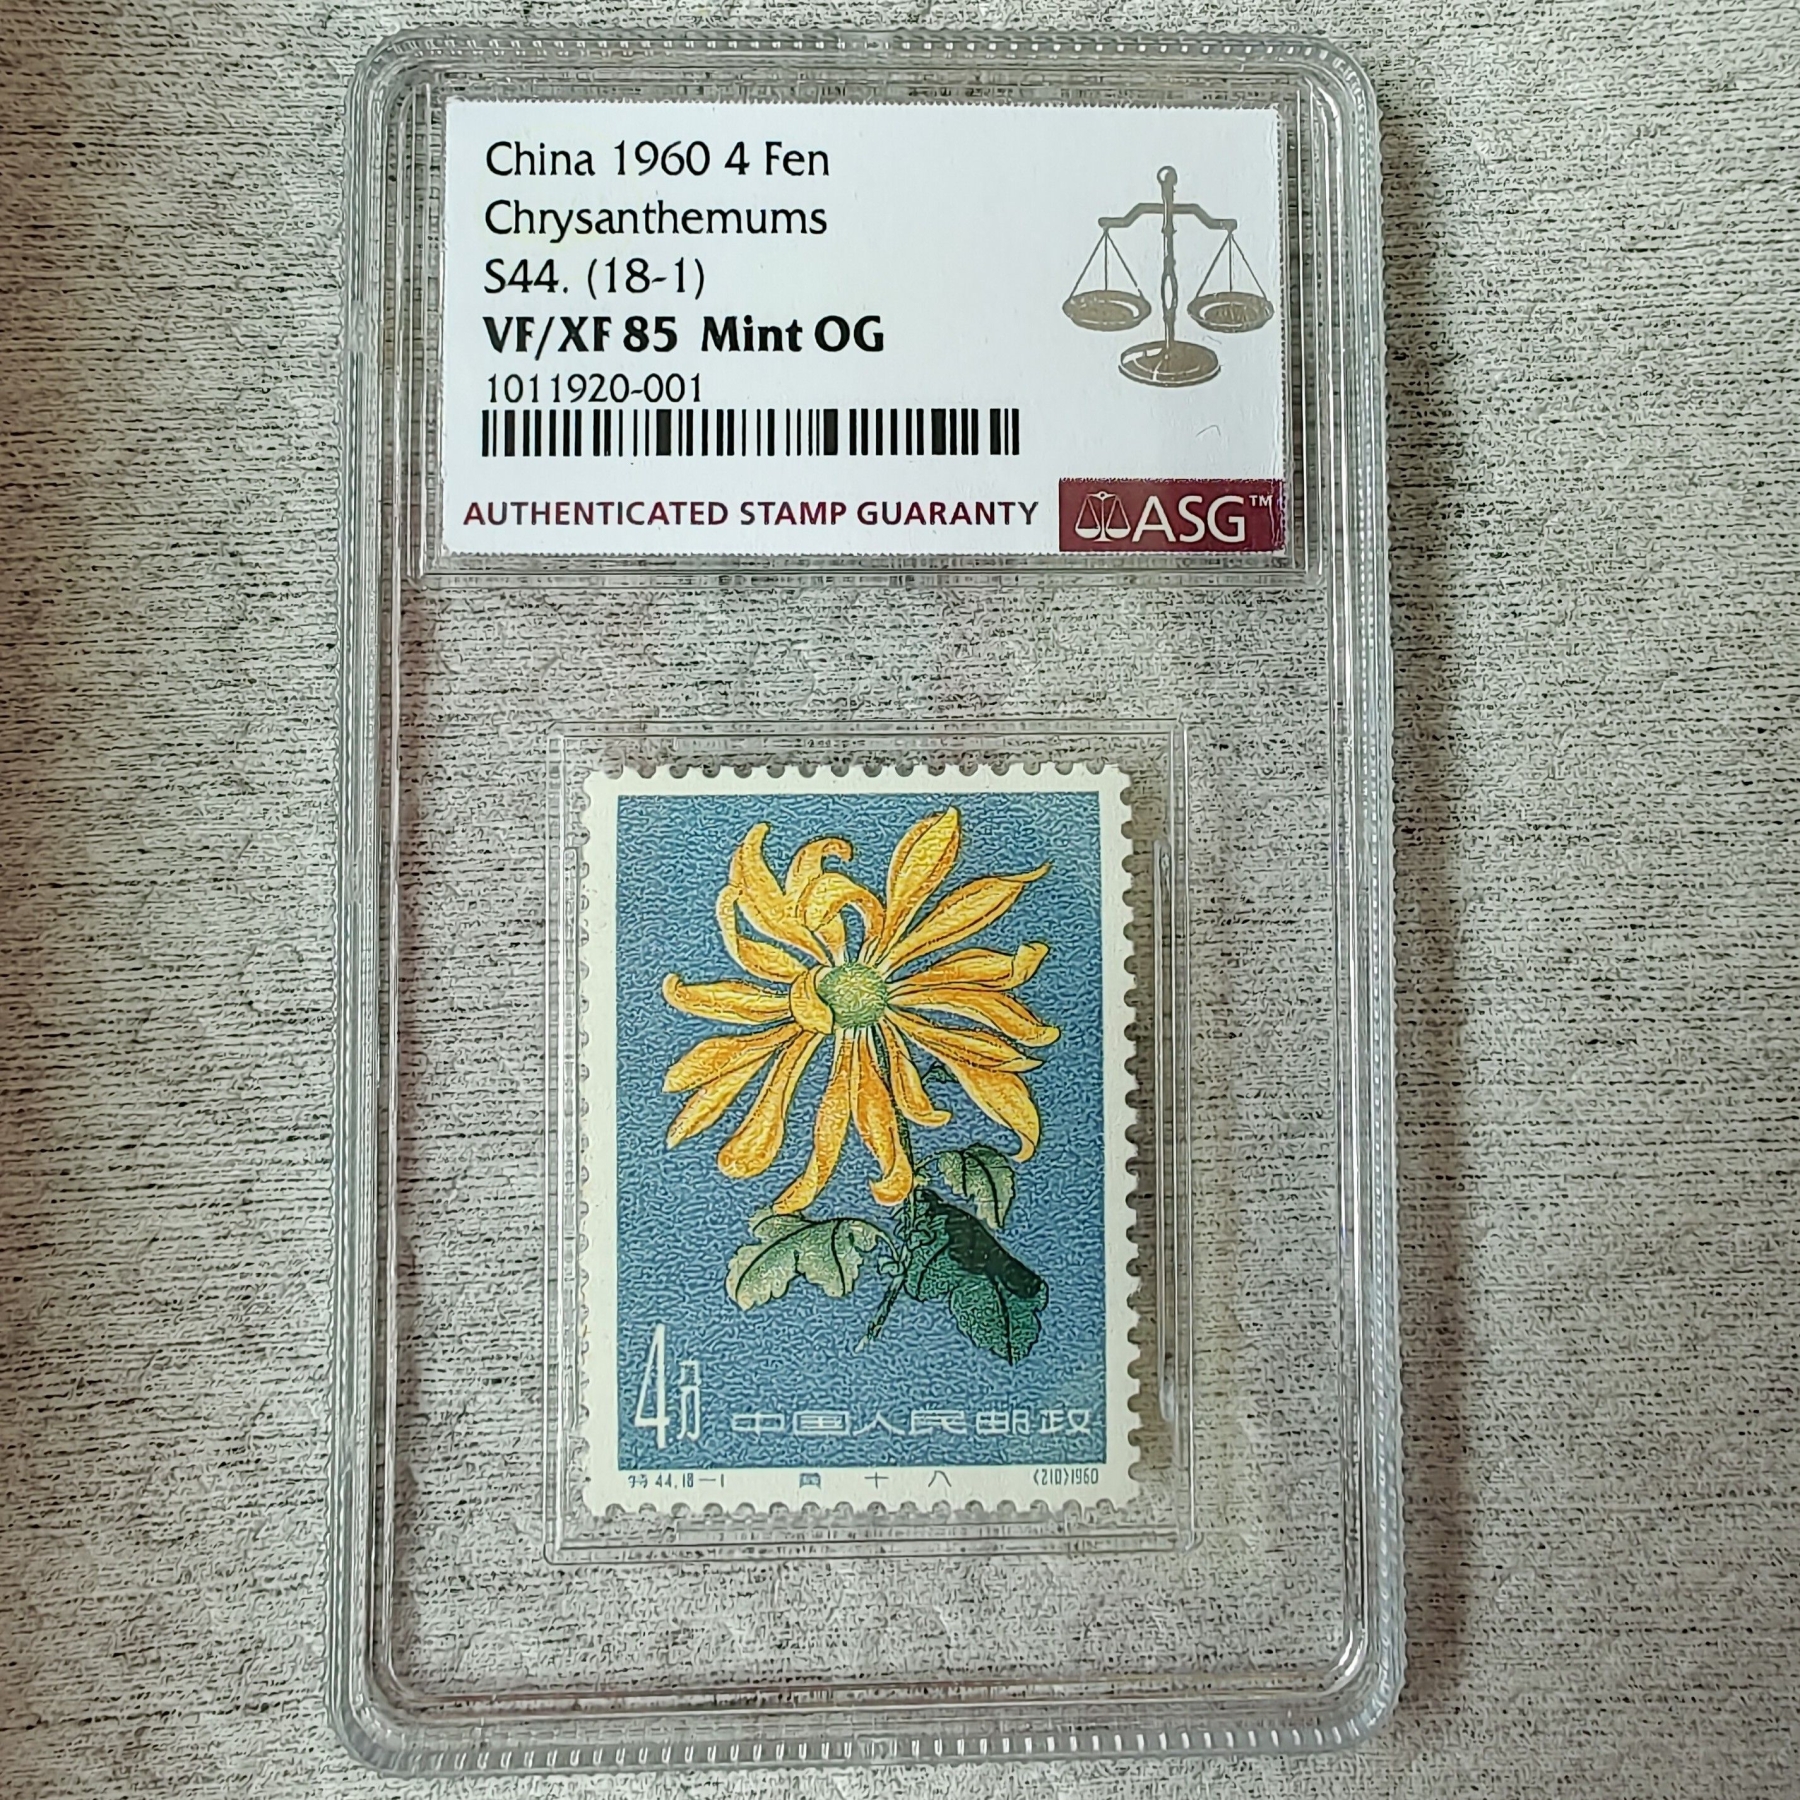 China 1960 4 Fen
Chrysanthemums
S44. (18-1)
VF/XF 85 Mint OG
1011920-001
AUTHENTICATED STAMP GUARANTY
ASG™
4分 中国人民邮政
特44.18—1 菊 十八 (210)1960